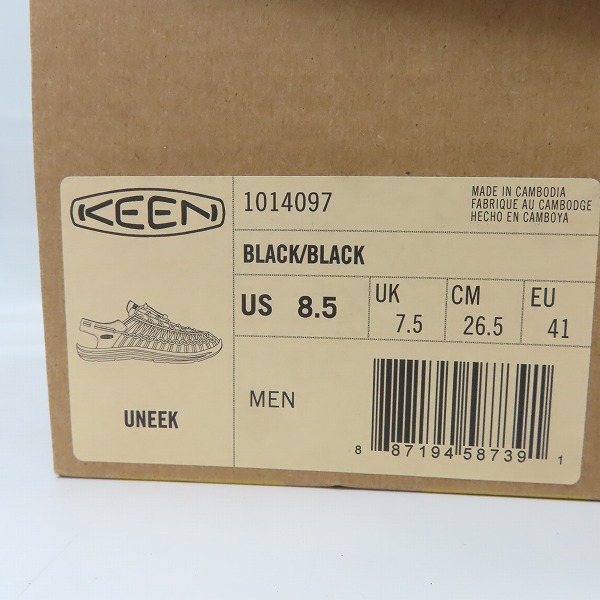 KEEN
1014097
MADE IN CAMBODIA
FABRIQUE AU CAMBODGE
HECHO EN CAMBOYA
BLACK/BLACK
US 8.5
UK 7.5
CM 26.5
EU 41
UNEEK
MEN
8 87194 58739 1